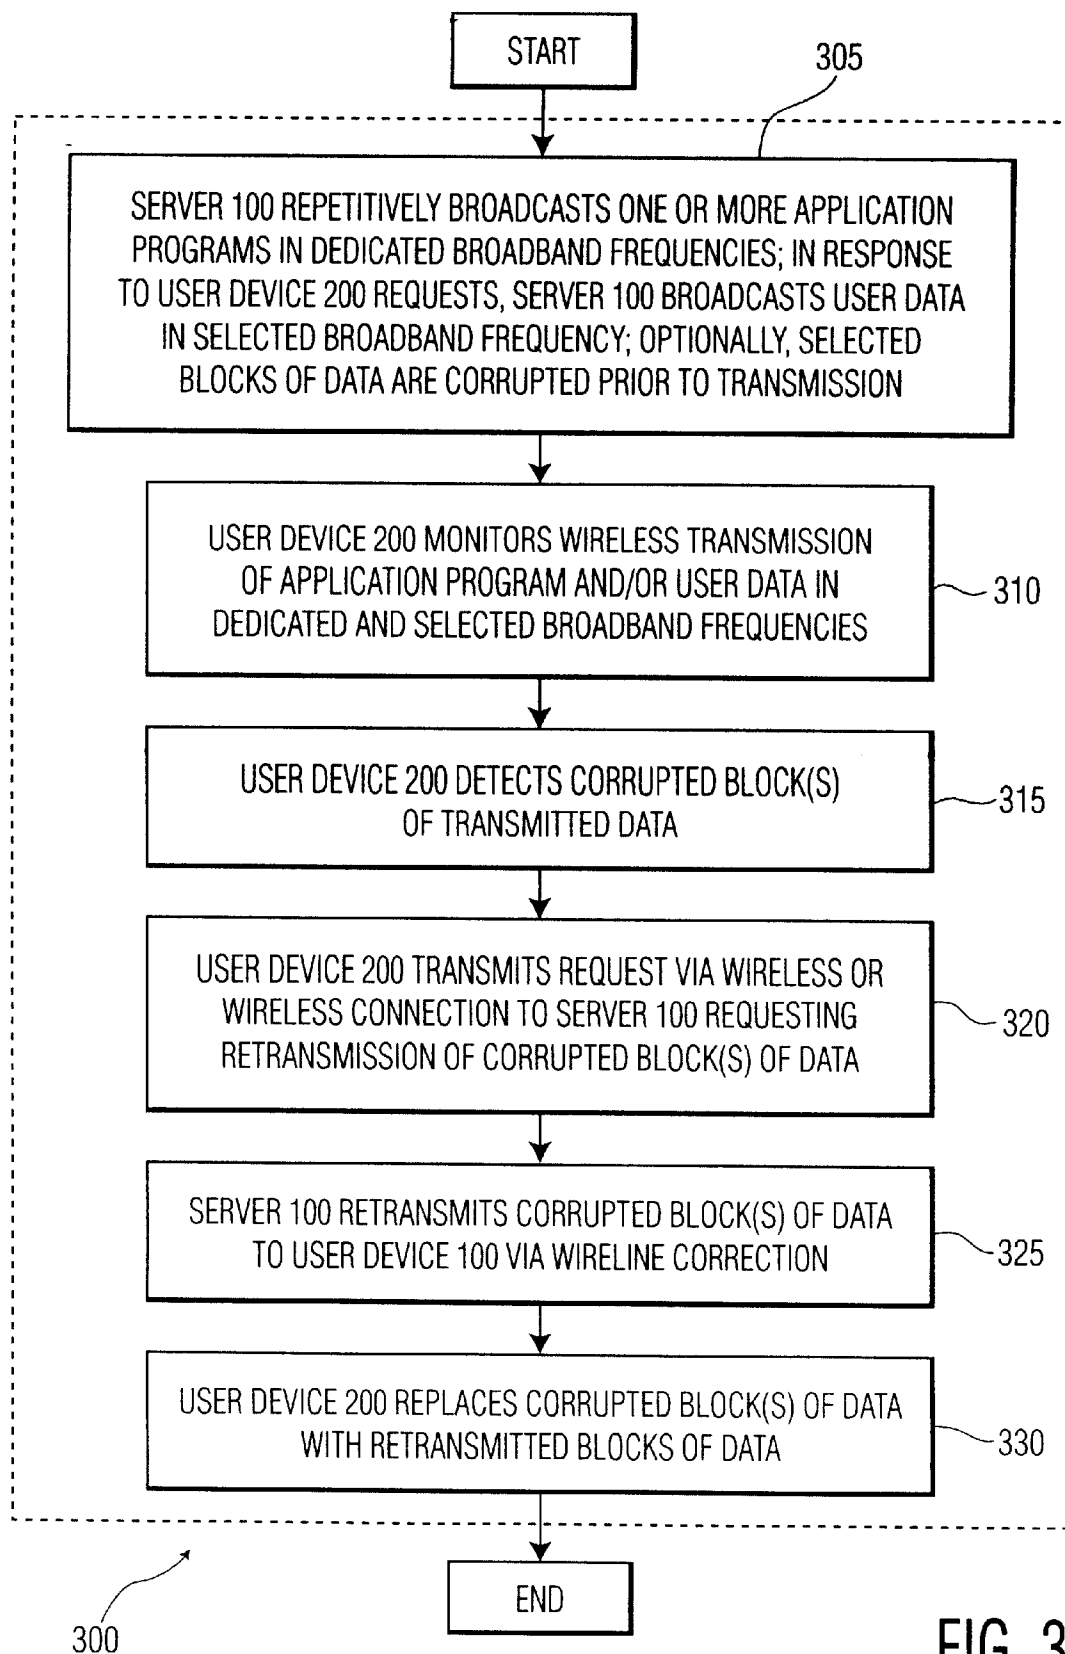 START
305
SERVER 100 REPETITIVELY BROADCASTS ONE OR MORE APPLICATION
PROGRAMS IN DEDICATED BROADBAND FREQUENCIES; IN RESPONSE
TO USER DEVICE 200 REQUESTS, SERVER 100 BROADCASTS USER DATA
IN SELECTED BROADBAND FREQUENCY; OPTIONALLY, SELECTED
BLOCKS OF DATA ARE CORRUPTED PRIOR TO TRANSMISSION
USER DEVICE 200 MONITORS WIRELESS TRANSMISSION
OF APPLICATION PROGRAM AND/OR USER DATA IN
DEDICATED AND SELECTED BROADBAND FREQUENCIES
310
USER DEVICE 200 DETECTS CORRUPTED BLOCK(S)
OF TRANSMITTED DATA
315
USER DEVICE 200 TRANSMITS REQUEST VIA WIRELESS OR
WIRELESS CONNECTION TO SERVER 100 REQUESTING
RETRANSMISSION OF CORRUPTED BLOCK(S) OF DATA
320
SERVER 100 RETRANSMITS CORRUPTED BLOCK(S) OF DATA
TO USER DEVICE 100 VIA WIRELINE CORRECTION
325
USER DEVICE 200 REPLACES CORRUPTED BLOCK(S) OF DATA
WITH RETRANSMITTED BLOCKS OF DATA
330
END
300
FIG. 3